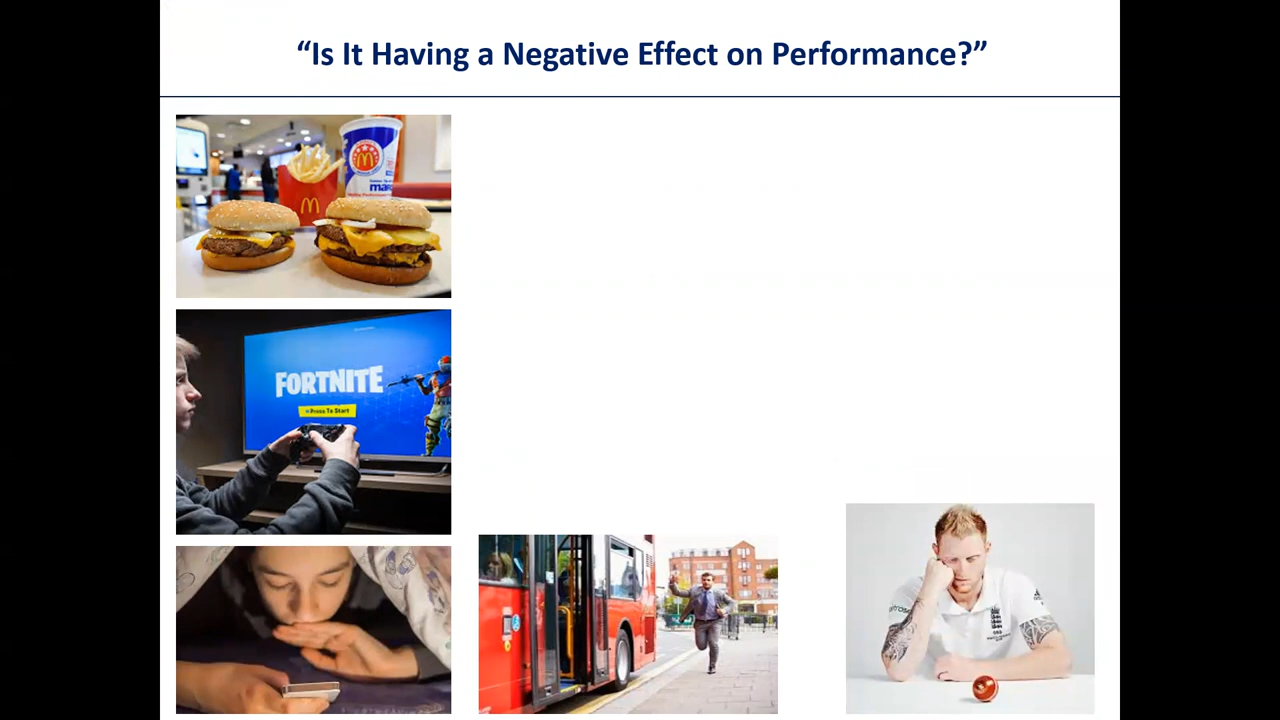 “Is It Having a Negative Effect on Performance?”
FORTNITE
Press To Start